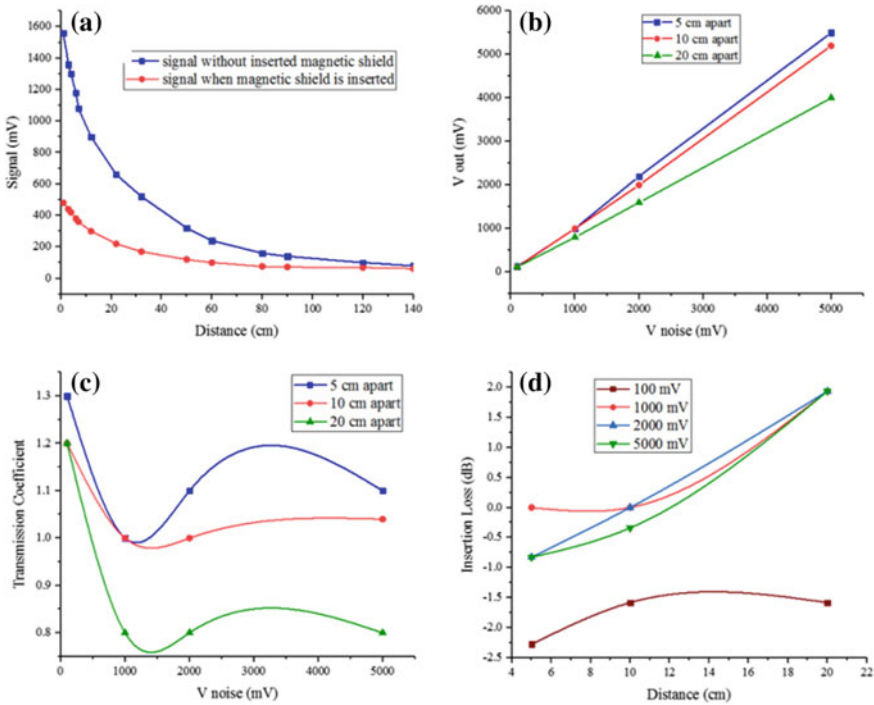 (a)
signal without inserted magnetic shield
signal when magnetic shield is inserted
Signal (mV)
1600
1400
1200
1000
800
600
400
200
0
0 20 40 60 80 100 120 140
Distance (cm)
(b)
5 cm apart
10 cm apart
20 cm apart
V out (mV)
6000
5000
4000
3000
2000
1000
0
0 1000 2000 3000 4000 5000
V noise (mV)
(c)
5 cm apart
10 cm apart
20 cm apart
Transmission Coefficient
1.3
1.2
1.1
1.0
0.9
0.8
0 1000 2000 3000 4000 5000
V noise (mV)
(d)
100 mV
1000 mV
2000 mV
5000 mV
Insertion Loss (dB)
2.0
1.5
1.0
0.5
0.0
-0.5
-1.0
-1.5
-2.0
-2.5
4 6 8 10 12 14 16 18 20 22
Distance (cm)